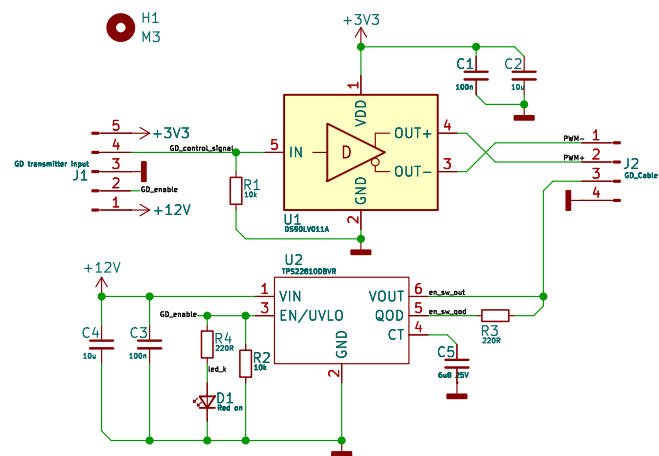 H1
M3
+3V3
C1
100n
C2
10u
1
VDD
5
+3V3
4
GD_control_signal
5
IN
D
OUT+
4
PWM-
1
GD transmitter input
J1
3
OUT-
3
PWM+
2
J2
2
GD_enable
R1
10k
GND
3
GD_Cable
1
+12V
U1
DS90LV011A
2
4
+12V
U2
TPS22810DBVR
1
VIN
VOUT
6
en_sw_out
GD_enable
3
EN/UVLO
QOD
5
en_sw_qod
R3
220R
C4
10u
C3
100n
R4
220R
CT
4
led_k
R2
10k
GND
2
C5
6u8 25V
D1
Red on